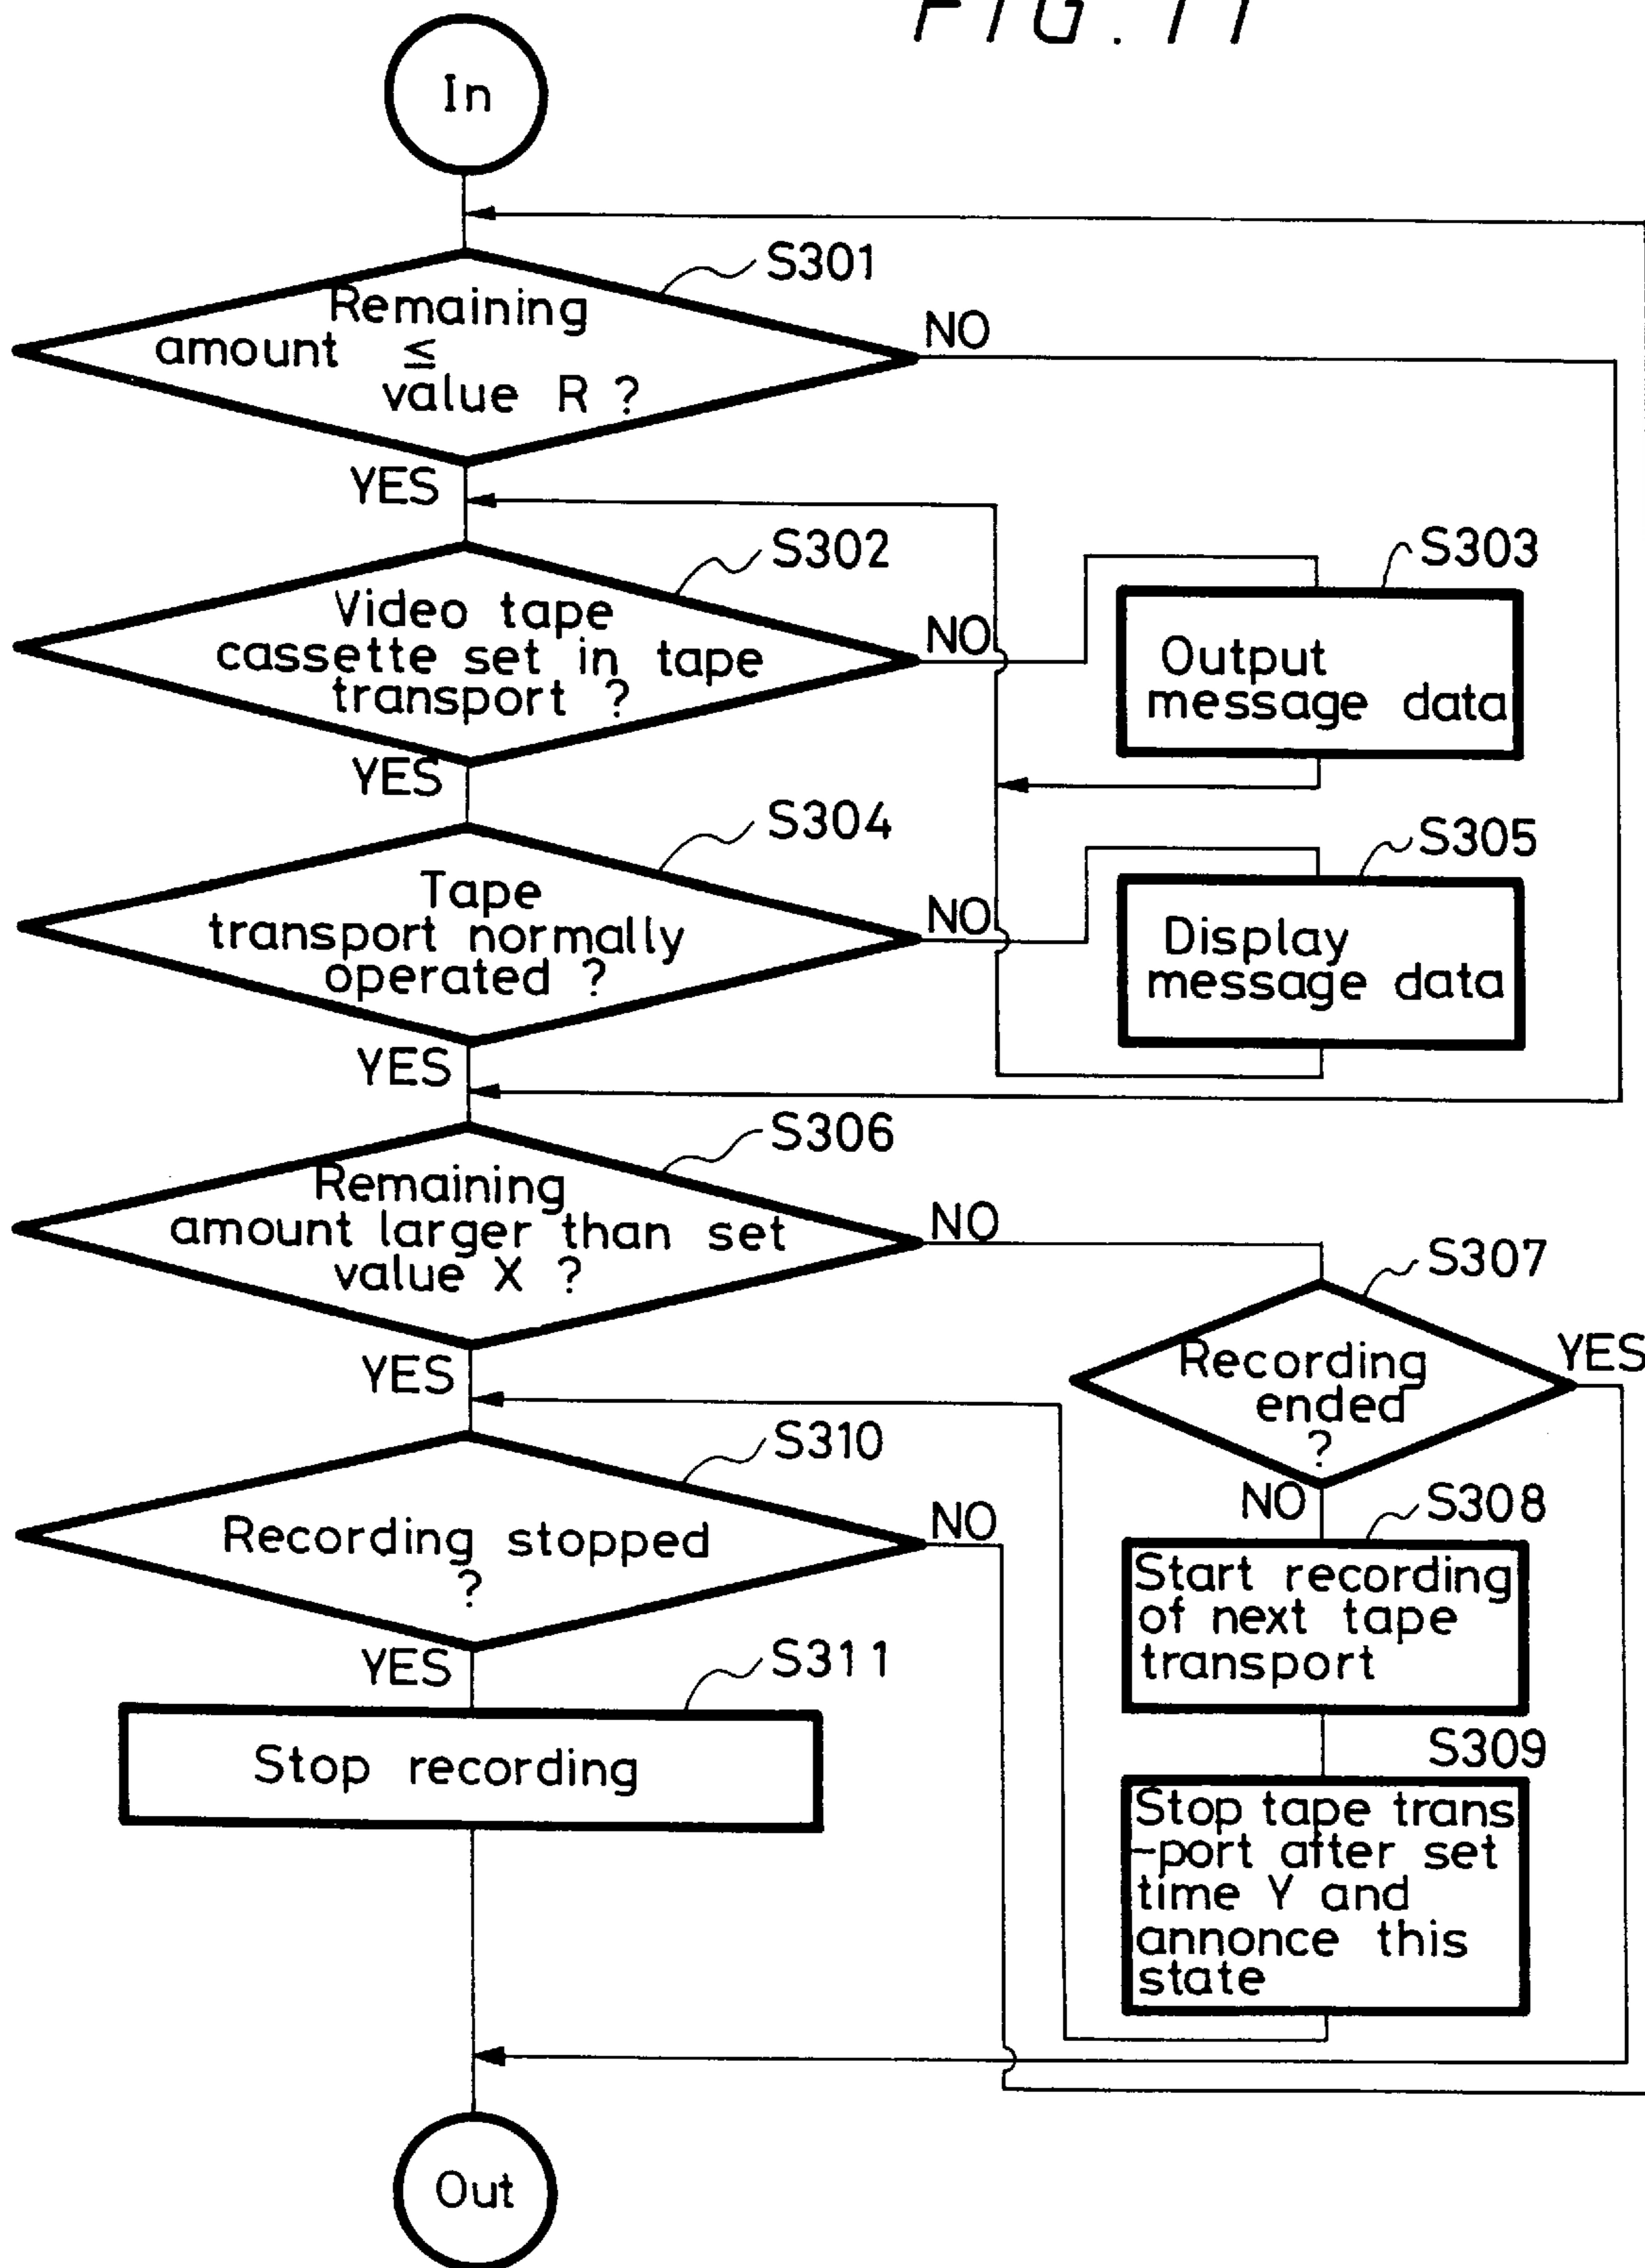 FIG. 11
In
S301
Remaining
amount ≦
value R ?
NO
YES
S302
Video tape
cassette set in tape
transport ?
NO
S303
Output
message data
YES
S304
Tape
transport normally
operated ?
NO
S305
Display
message data
YES
S306
Remaining
amount larger than set
value X ?
NO
S307
Recording
ended
?
YES
YES
NO
S308
Start recording
of next tape
transport
S310
Recording stopped
?
NO
YES
S311
Stop recording
S309
Stop tape trans
-port after set
time Y and
annonce this
state
Out